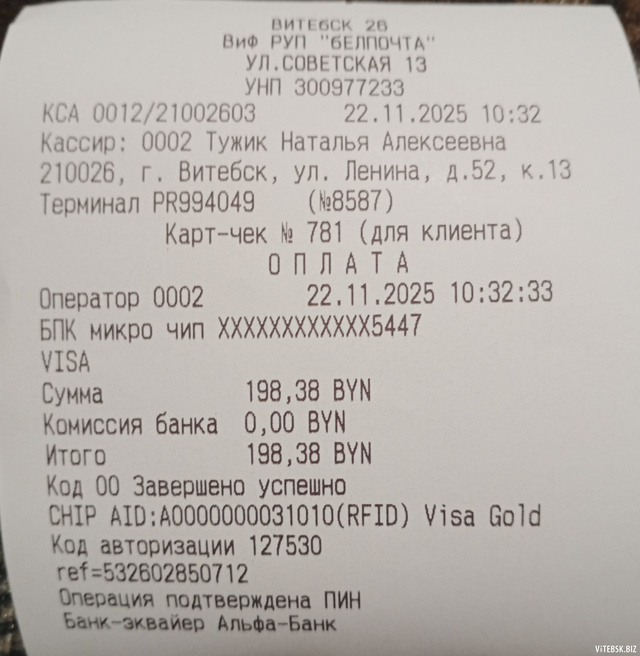 ВИТЕБСК 26
ВиФ РУП "БЕЛПОЧТА"
УЛ.СОВЕТСКАЯ 13
УНП 300977233
КСА 0012/21002603 22.11.2025 10:32
Кассир: 0002 Тужик Наталья Алексеевна
210026, г. Витебск, ул. Ленина, д.52, к.13
Терминал PR994049 (№8587)
Карт-чек № 781 (для клиента)
О П Л А Т А
Оператор 0002 22.11.2025 10:32:33
БПК микро чип XXXXXXXXXXXX5447
VISA
Сумма 198,38 BYN
Комиссия банка 0,00 BYN
Итого 198,38 BYN
Код 00 Завершено успешно
CHIP AID:A0000000031010(RFID) Visa Gold
Код авторизации 127530
ref=532602850712
Операция подтверждена ПИН
Банк-эквайер Альфа-Банк
ViTEBSK.BIZ